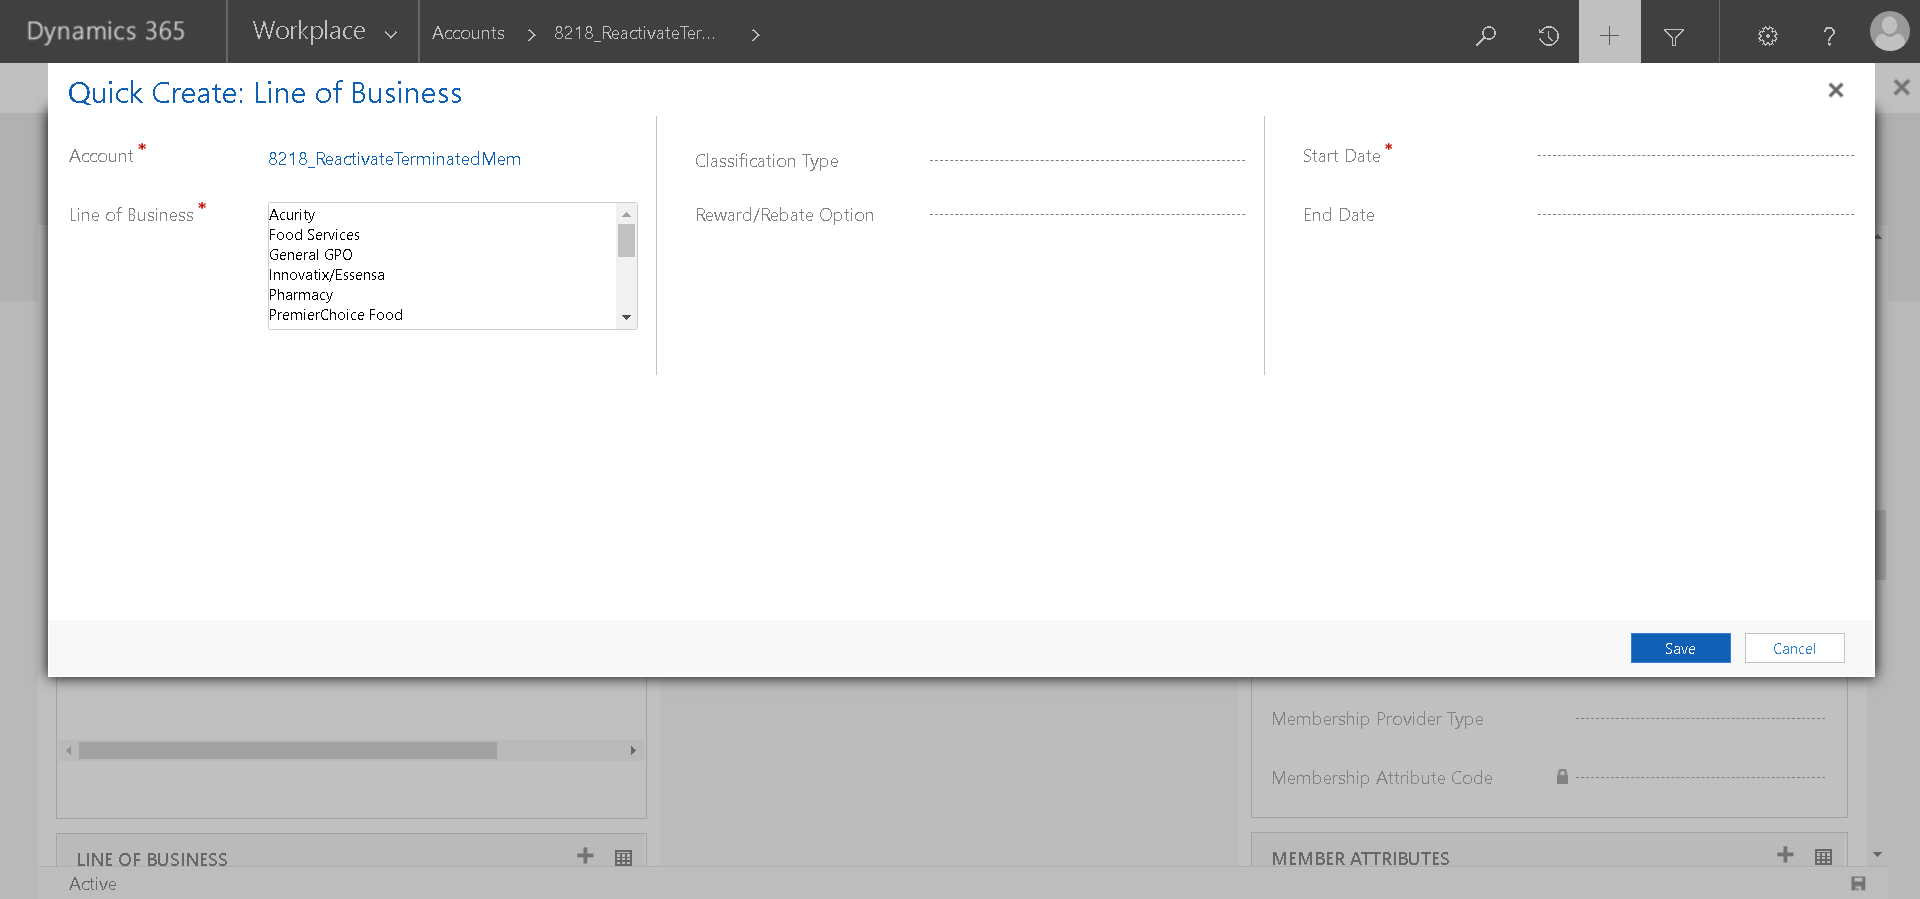 Dynamics 365
Workplace
Accounts
8218_ReactivateTer...
Quick Create: Line of Business
Account *
8218_ReactivateTerminatedMem
Line of Business *
Acurity
Food Services
General GPO
Innovatix/Essensa
Pharmacy
PremierChoice Food
Classification Type
Reward/Rebate Option
Start Date *
End Date
Save
Cancel
Membership Provider Type
Membership Attribute Code
LINE OF BUSINESS
MEMBER ATTRIBUTES
Active